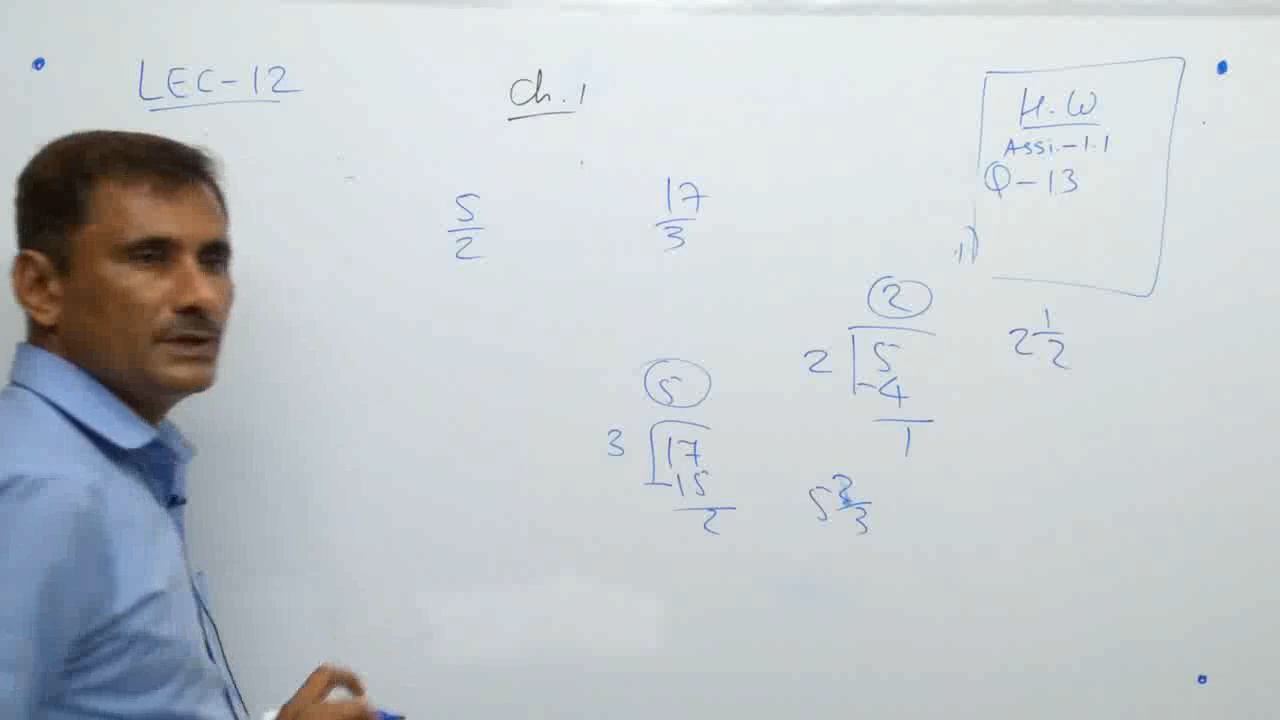 LEC-12
Ch.1
H.W
Assi.-1.1
Q-13
5/2
17/3
i)
2
2 5
-4
1
2 1/2
5
3 17
-15
2
5 2/3